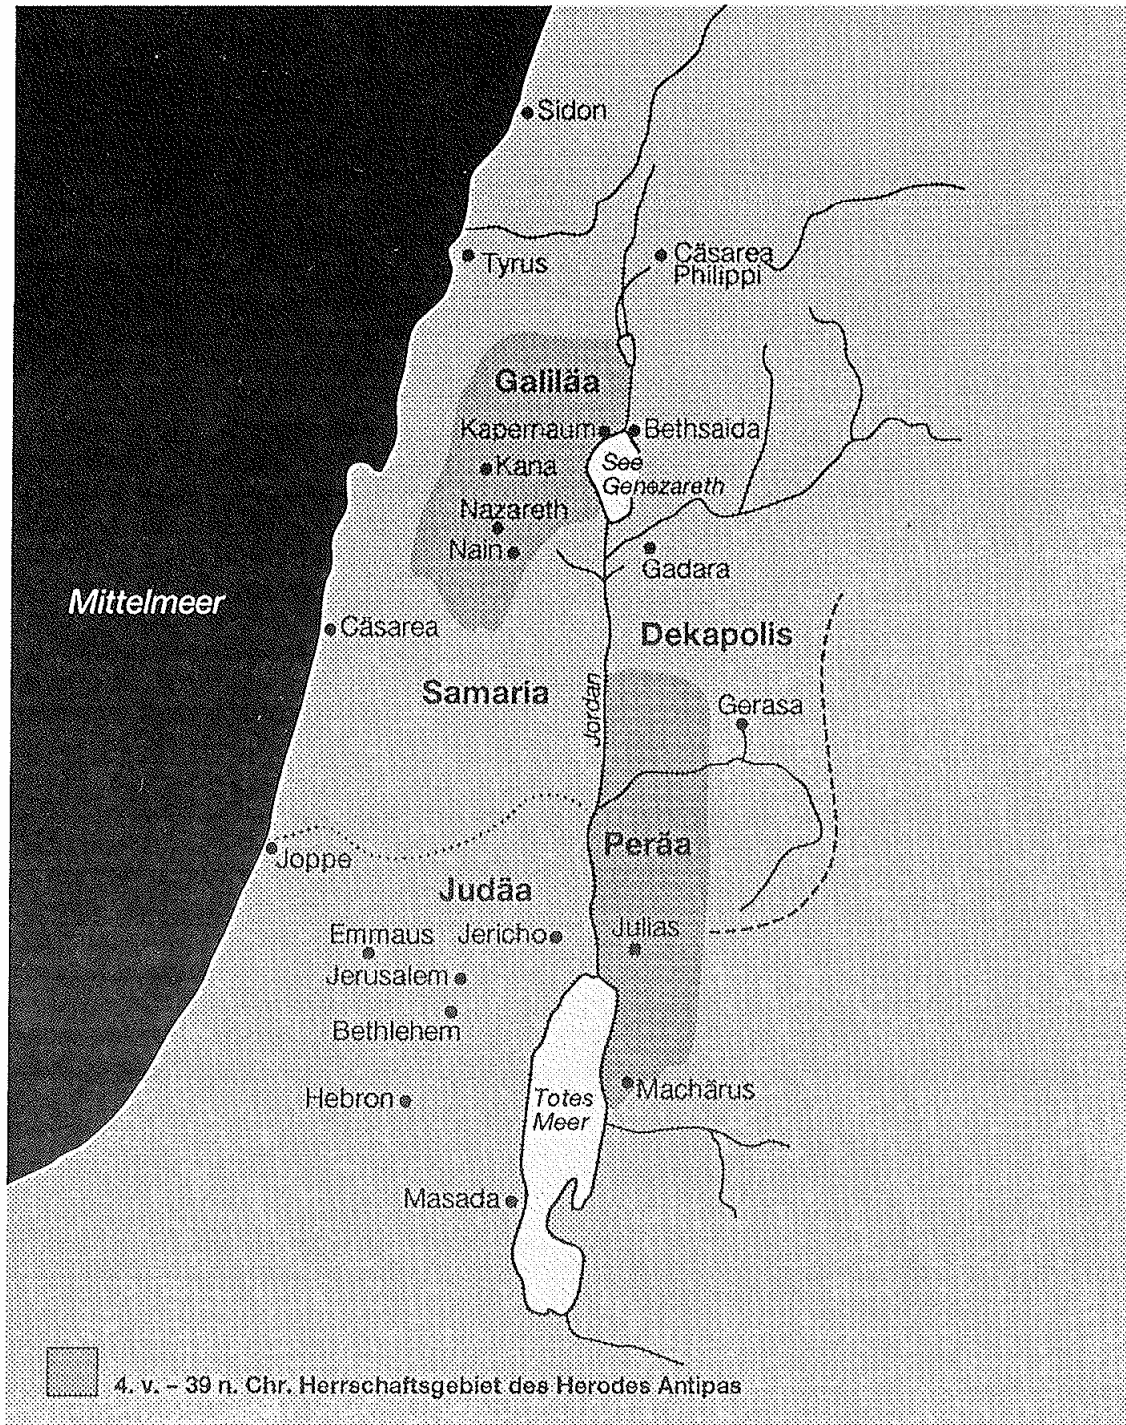 Sidon
Tyrus
Cäsarea
Philippi
Galiläa
Kapernaum
Bethsaida
Kana
See
Genezareth
Nazareth
Nain
Gadara
Mittelmeer
Cäsarea
Dekapolis
Samaria
Jordan
Gerasa
Joppe
Peräa
Judäa
Emmaus
Jericho
Julias
Jerusalem
Bethlehem
Hebron
Totes
Meer
Machärus
Masada
4. v. – 39 n. Chr. Herrschaftsgebiet des Herodes Antipas